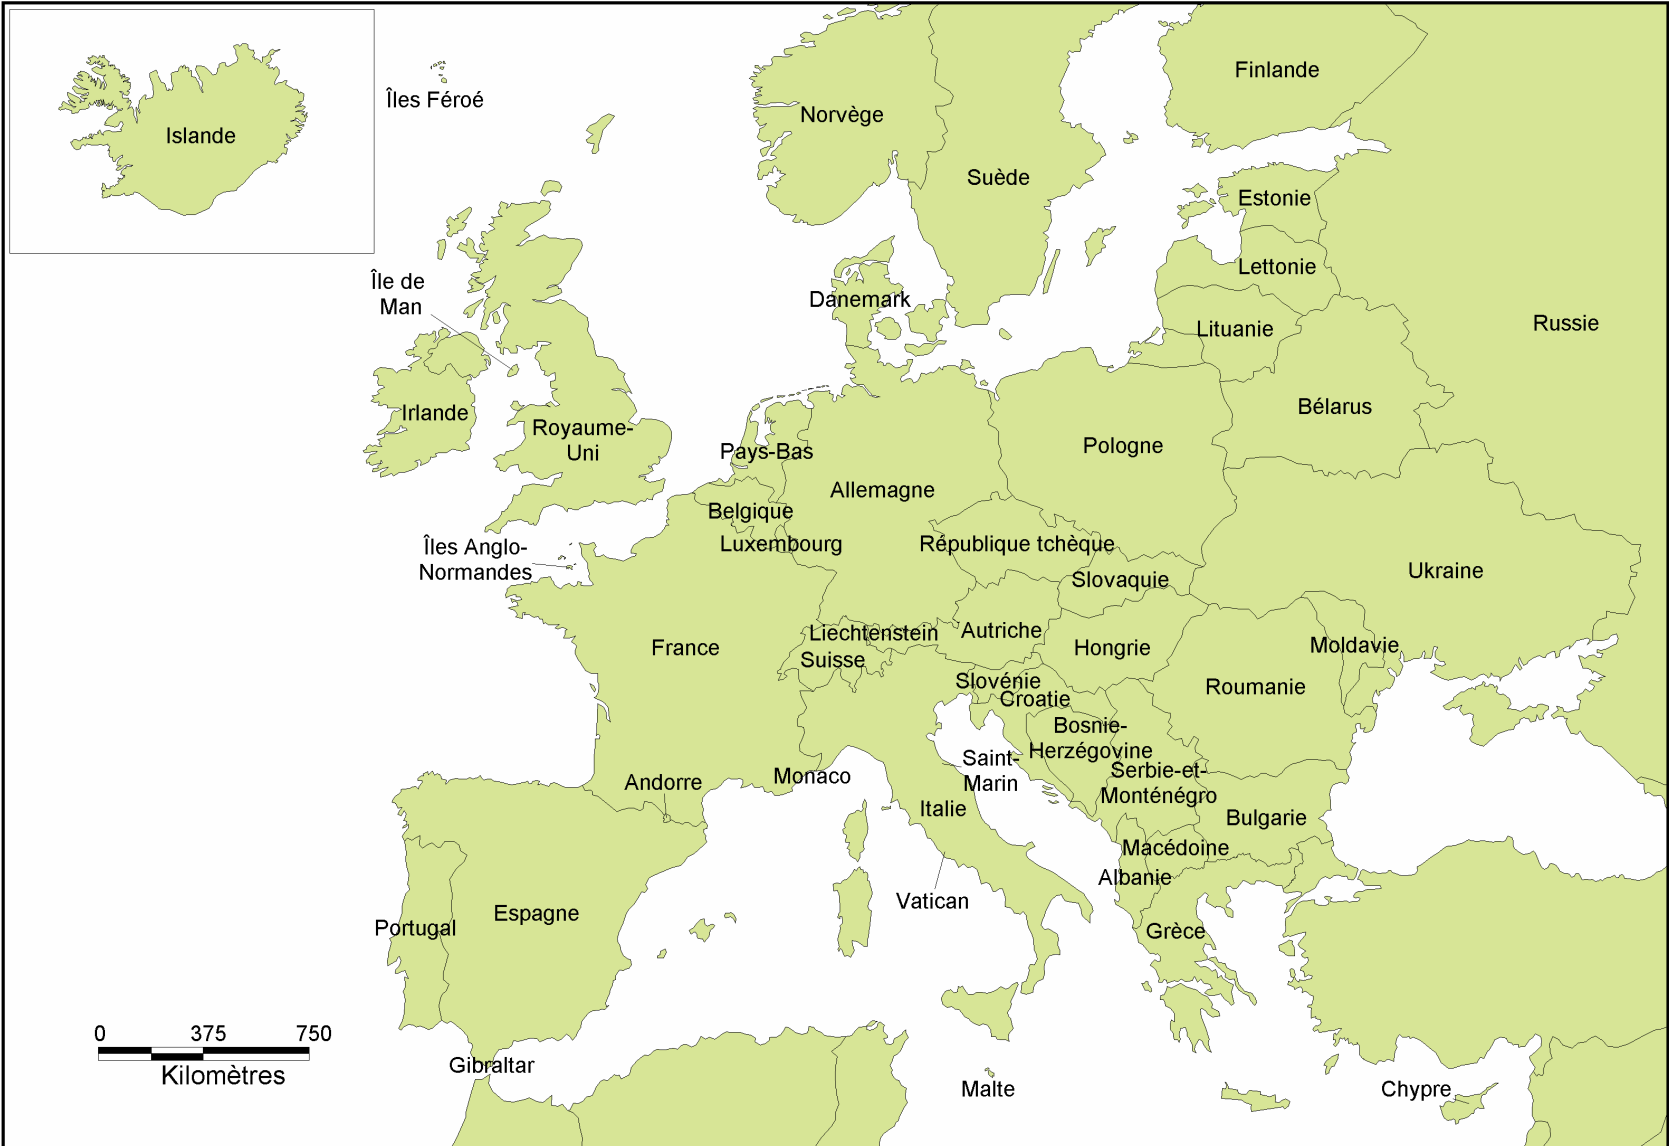 Islande
Îles Féroé
Norvège
Suède
Finlande
Estonie
Lettonie
Lituanie
Russie
Île de
Man
Danemark
Irlande
Royaume-
Uni
Pays-Bas
Belgique
Luxembourg
Allemagne
Pologne
Bélarus
Îles Anglo-
Normandes
République tchèque
Slovaquie
Ukraine
France
Liechtenstein
Suisse
Autriche
Hongrie
Moldavie
Roumanie
Slovénie
Croatie
Bosnie-
Herzégovine
Saint-
Marin
Serbie-et-
Monténégro
Andorre
Monaco
Italie
Bulgarie
Macédoine
Albanie
Vatican
Portugal
Espagne
Grèce
0 375 750
Kilomètres
Gibraltar
Malte
Chypre